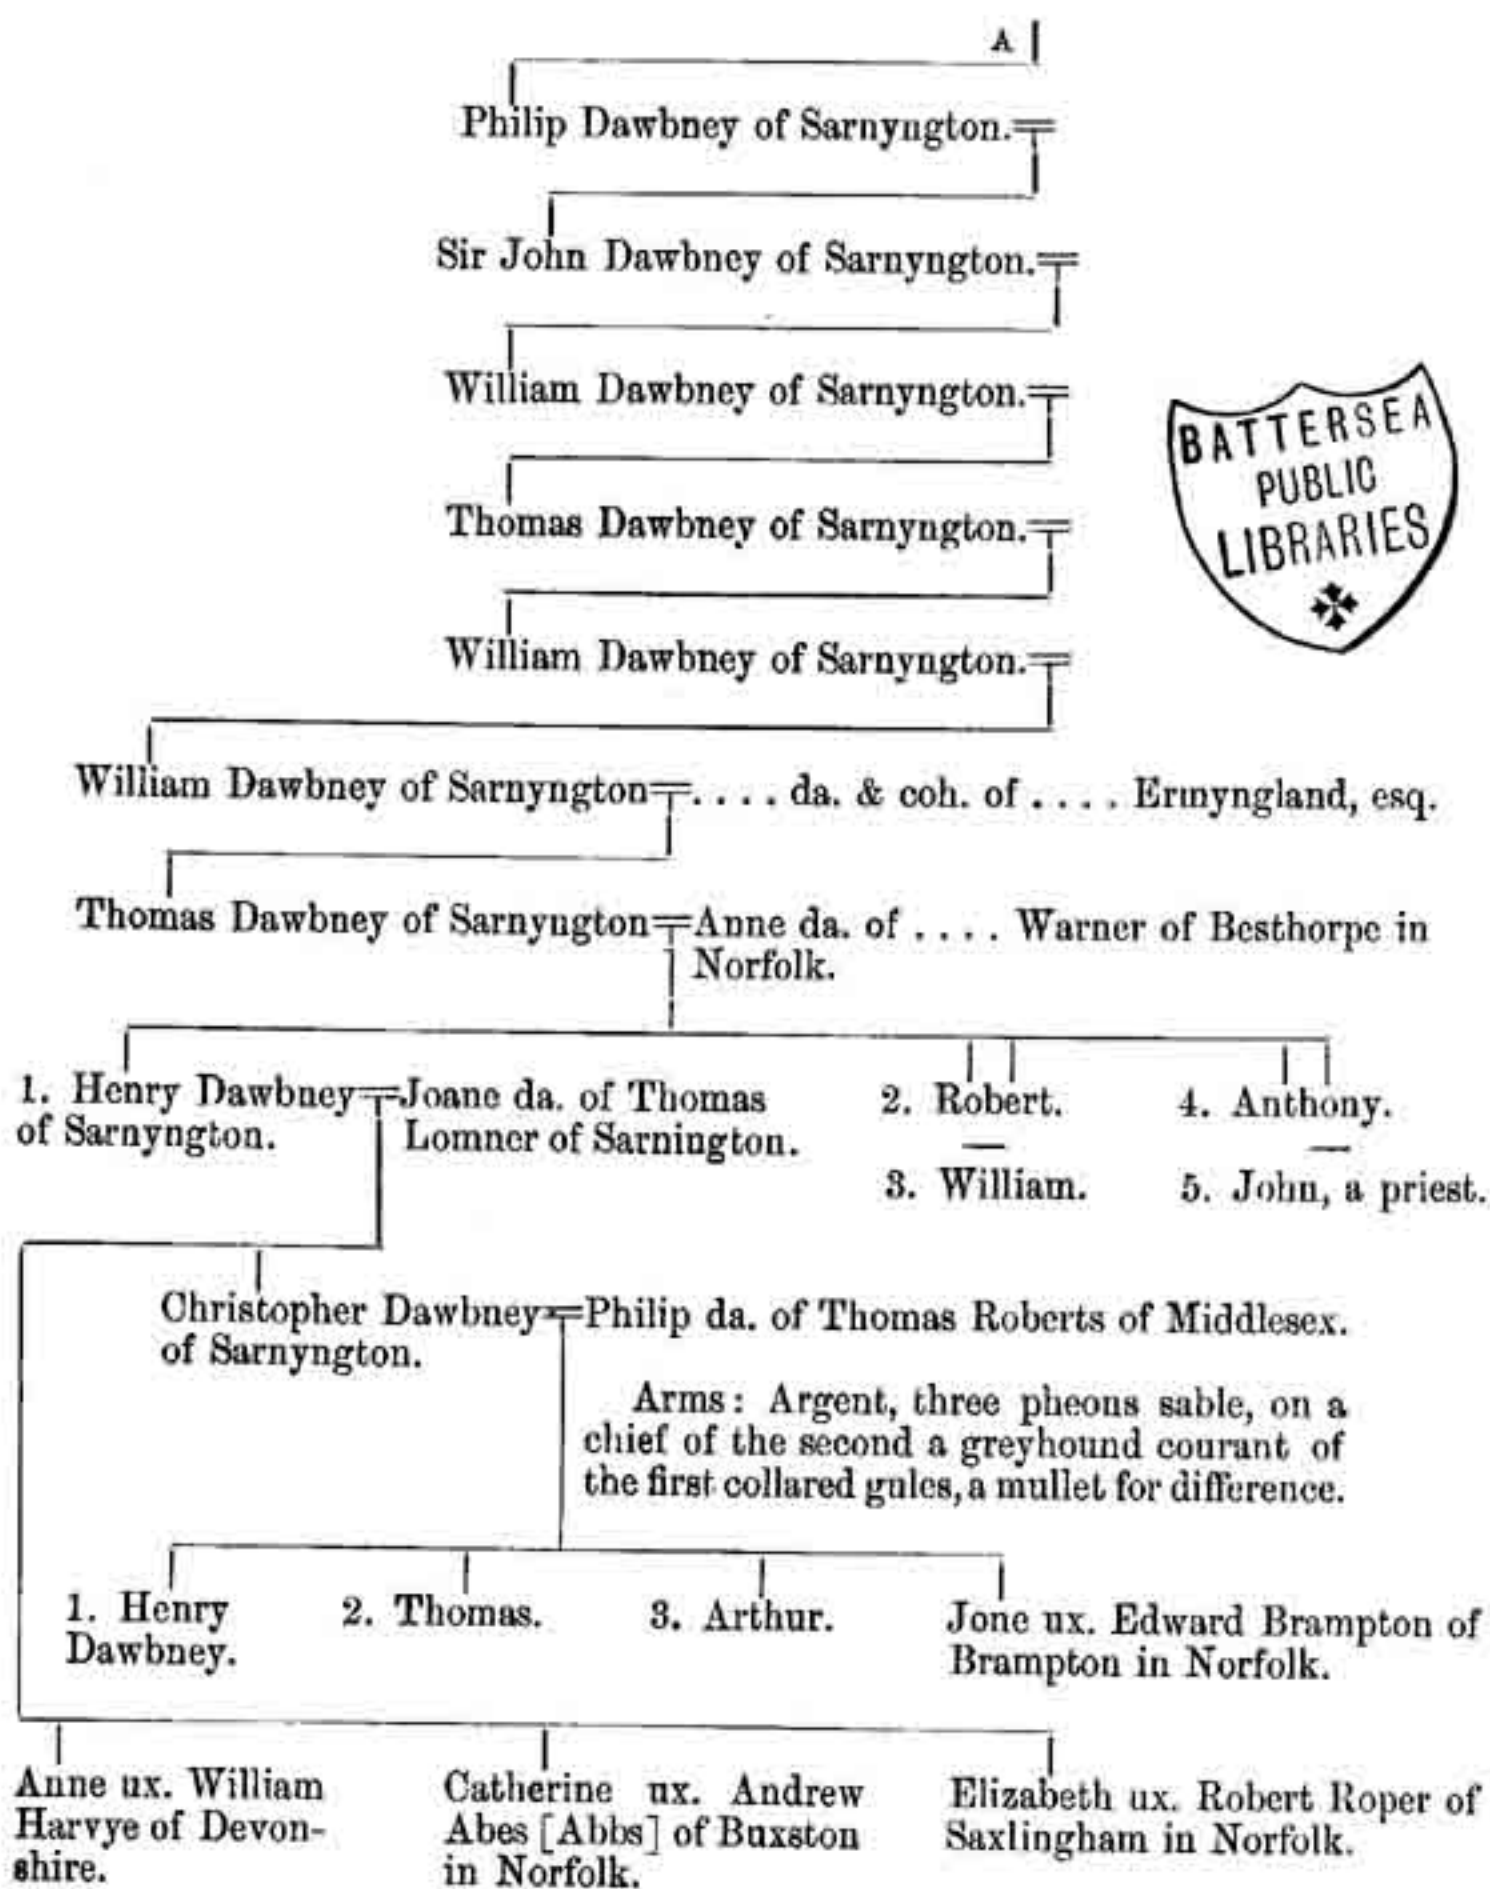 A
Philip Dawbney of Sarnyngton.
Sir John Dawbney of Sarnyngton.
William Dawbney of Sarnyngton.
Thomas Dawbney of Sarnyngton.
William Dawbney of Sarnyngton.
BATTERSEA
PUBLIC
LIBRARIES
William Dawbney of Sarnyngton . . . . da. & coh. of . . . . Ermyngland, esq.
Thomas Dawbney of Sarnyngton Anne da. of . . . . Warner of Besthorpe in
Norfolk.
1. Henry Dawbney
of Sarnyngton.
Joane da. of Thomas
Lomner of Sarnington.
2. Robert.
3. William.
4. Anthony.
5. John, a priest.
Christopher Dawbney
of Sarnyngton.
Philip da. of Thomas Roberts of Middlesex.
Arms: Argent, three pheons sable, on a
chief of the second a greyhound courant of
the first collared gules, a mullet for difference.
1. Henry
Dawbney.
2. Thomas.
3. Arthur.
Jone ux. Edward Brampton of
Brampton in Norfolk.
Anne ux. William
Harvye of Devon-
shire.
Catherine ux. Andrew
Abes [Abbs] of Buxston
in Norfolk.
Elizabeth ux. Robert Roper of
Saxlingham in Norfolk.